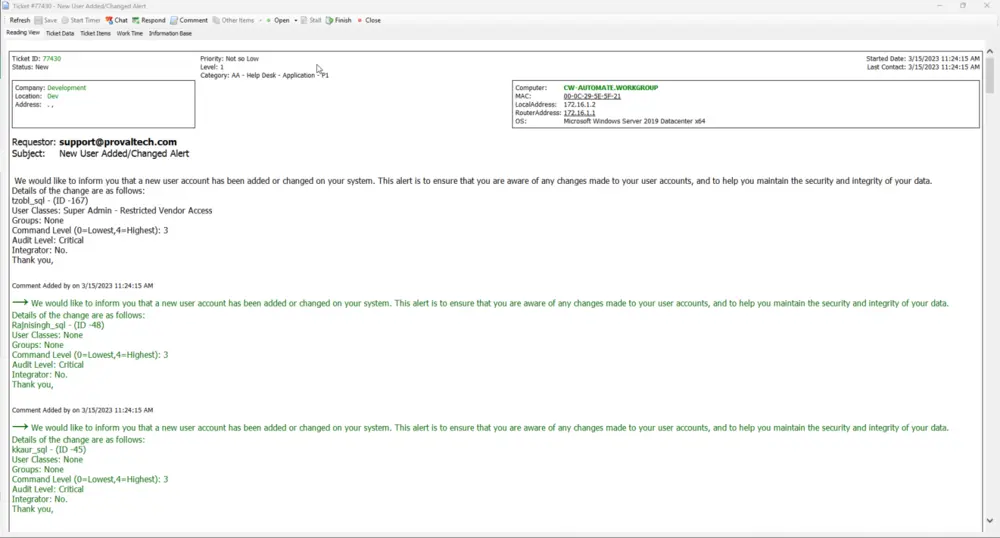 Ticket #77430 - New User Added/Changed Alert
Refresh Save Start Timer Chat Respond Comment Other Items Open Stall Finish Close
Reading View Ticket Data Ticket Items Work Time Information Base
Ticket ID: 77430
Status: New
Priority: Not so Low
Level: 1
Category: AA - Help Desk - Application - P1
Started Date: 3/15/2023 11:24:15 AM
Last Contact: 3/15/2023 11:24:15 AM
Company: Development
Location: Dev
Address: , ,
Computer: CW-AUTOMATE.WORKGROUP
MAC: 00-0C-29-5E-5F-21
LocalAddress: 172.16.1.2
RouterAddress: 172.16.1.1
OS: Microsoft Windows Server 2019 Datacenter x64
Requestor: support@provaltech.com
Subject: New User Added/Changed Alert
We would like to inform you that a new user account has been added or changed on your system. This alert is to ensure that you are aware of any changes made to your user accounts, and to help you maintain the security and integrity of your data.
Details of the change are as follows:
tzobl_sql - (ID -167)
User Classes: Super Admin - Restricted Vendor Access
Groups: None
Command Level (0=Lowest,4=Highest): 3
Audit Level: Critical
Integrator: No.
Thank you,
Comment Added by on 3/15/2023 11:24:15 AM
→ We would like to inform you that a new user account has been added or changed on your system. This alert is to ensure that you are aware of any changes made to your user accounts, and to help you maintain the security and integrity of your data.
Details of the change are as follows:
Rajnisingh_sql - (ID -48)
User Classes: None
Groups: None
Command Level (0=Lowest,4=Highest): 3
Audit Level: Critical
Integrator: No.
Thank you,
Comment Added by on 3/15/2023 11:24:15 AM
→ We would like to inform you that a new user account has been added or changed on your system. This alert is to ensure that you are aware of any changes made to your user accounts, and to help you maintain the security and integrity of your data.
Details of the change are as follows:
kkaur_sql - (ID -45)
User Classes: None
Groups: None
Command Level (0=Lowest,4=Highest): 3
Audit Level: Critical
Integrator: No.
Thank you,